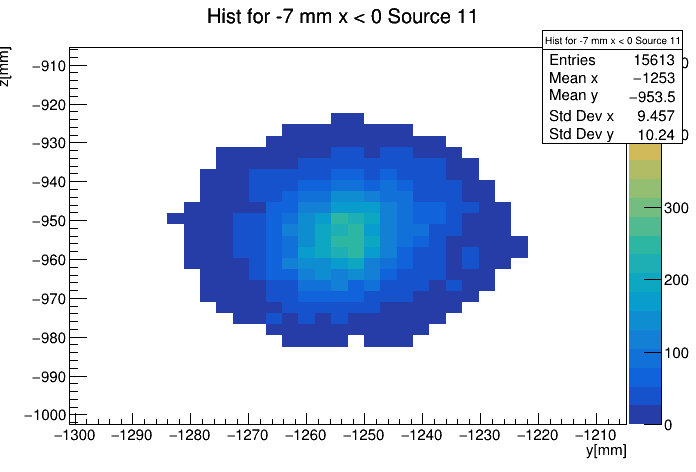 Hist for -7 mm x < 0 Source 11
z[mm]
Hist for -7 mm x < 0 Source 11
Entries 15613
Mean x −1253
Mean y −953.5
Std Dev x 9.457
Std Dev y 10.24
−910
−920
−930
−940
−950
−960
−970
−980
−990
−1000
−1300 −1290 −1280 −1270 −1260 −1250 −1240 −1230 −1220 −1210
y[mm]
300
200
100
0